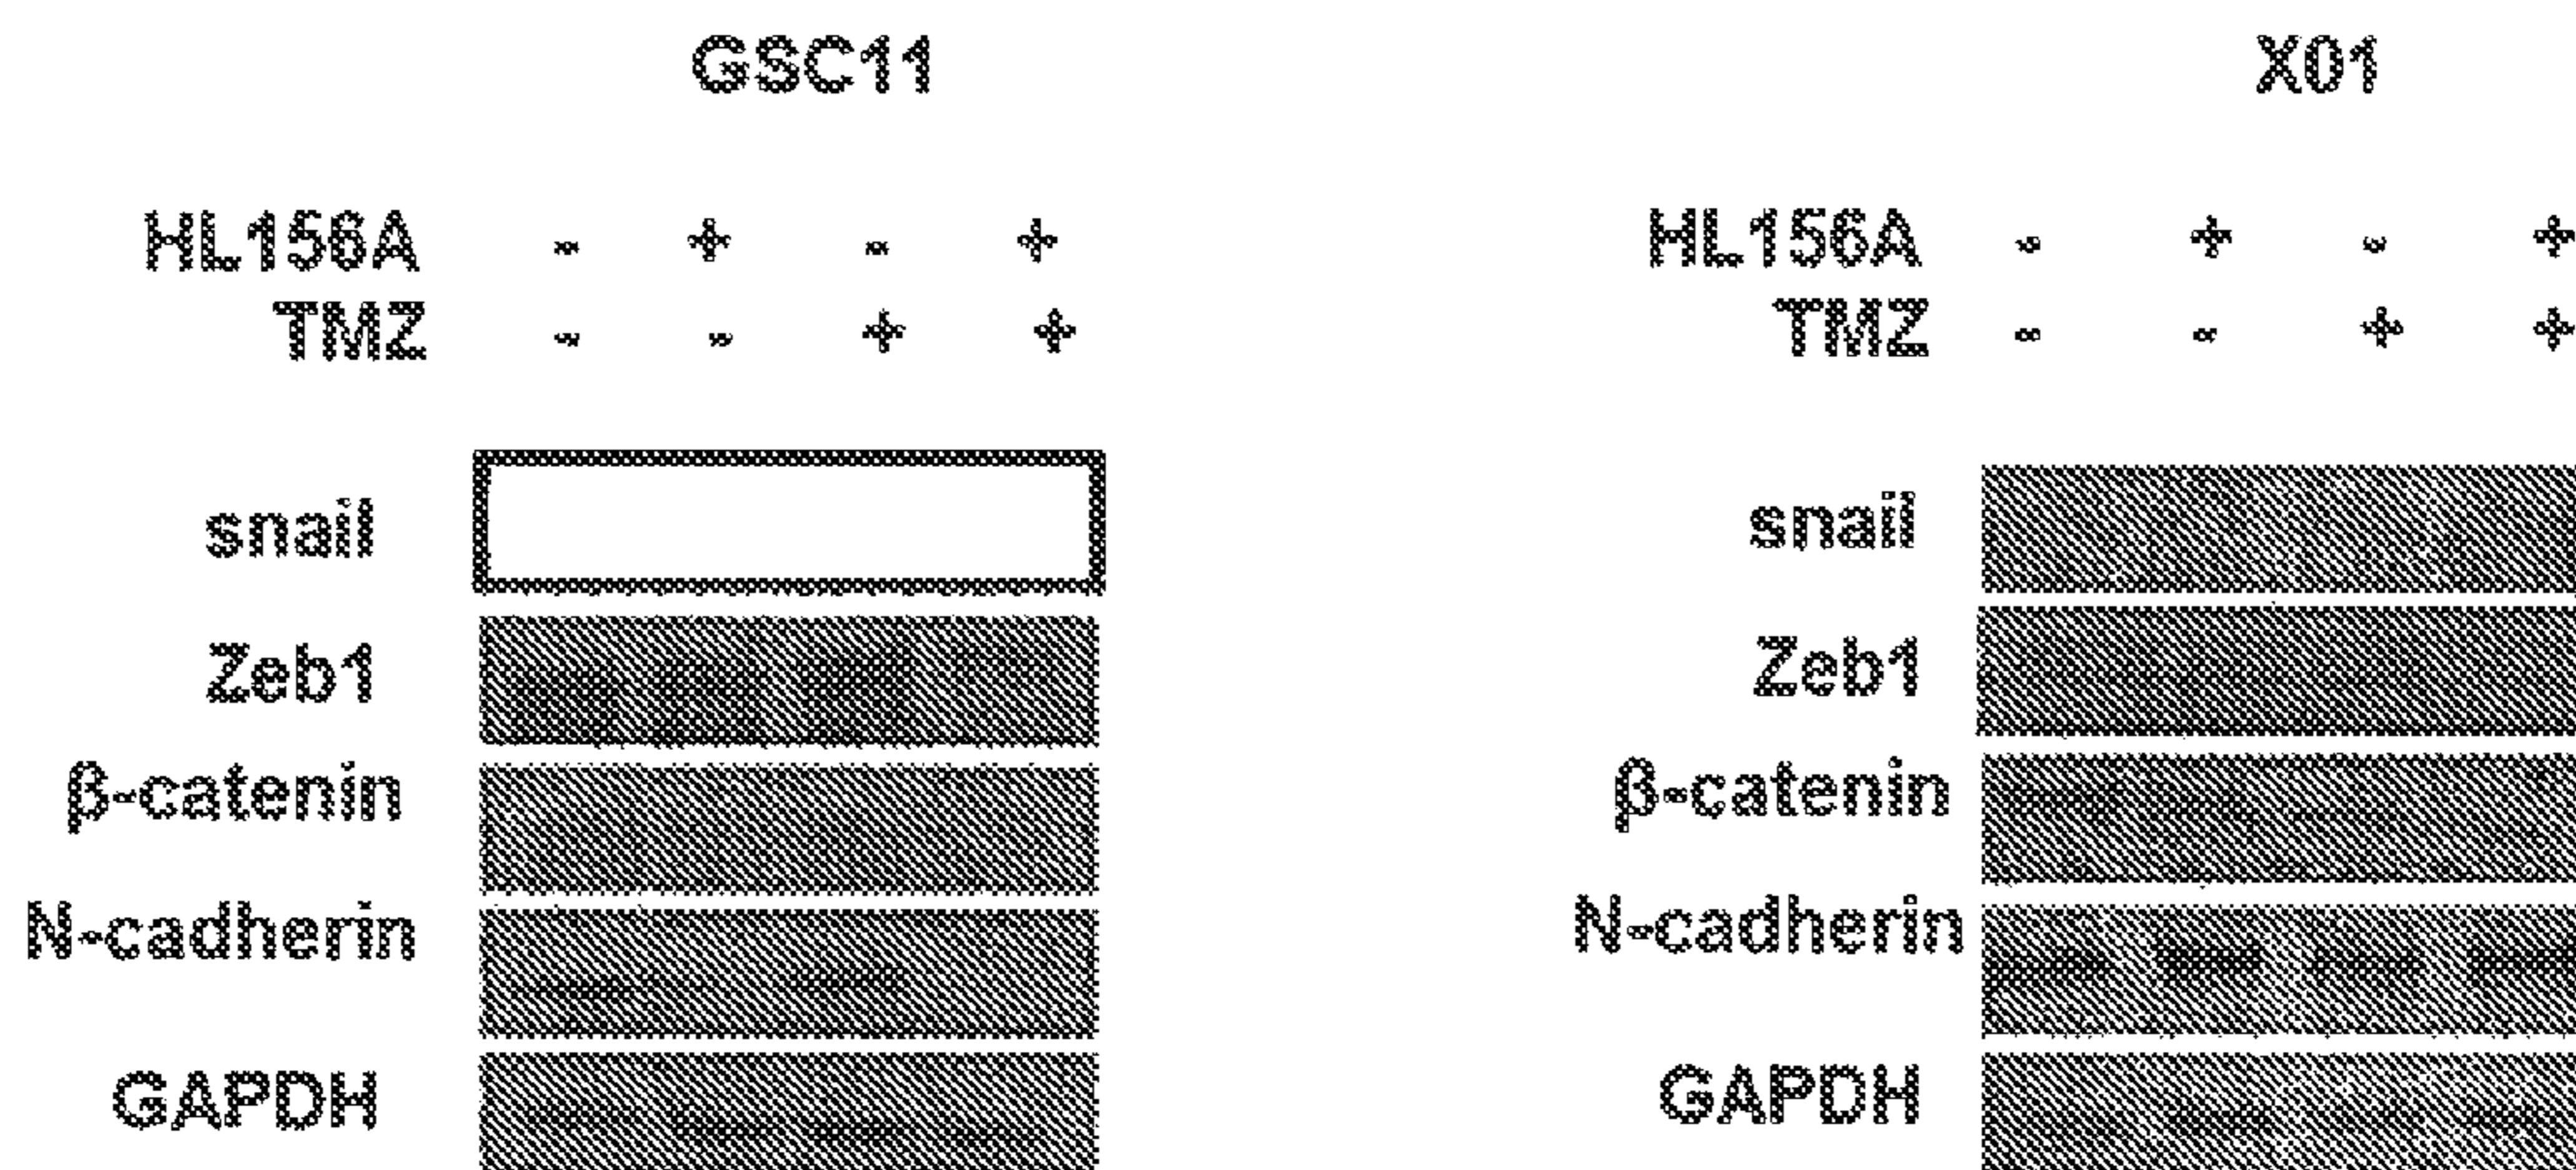 GSC11
HL156A - + - +
TMZ - - + +
snail
Zeb1
β-catenin
N-cadherin
GAPDH
X01
HL156A - + - +
TMZ - - + +
snail
Zeb1
β-catenin
N-cadherin
GAPDH